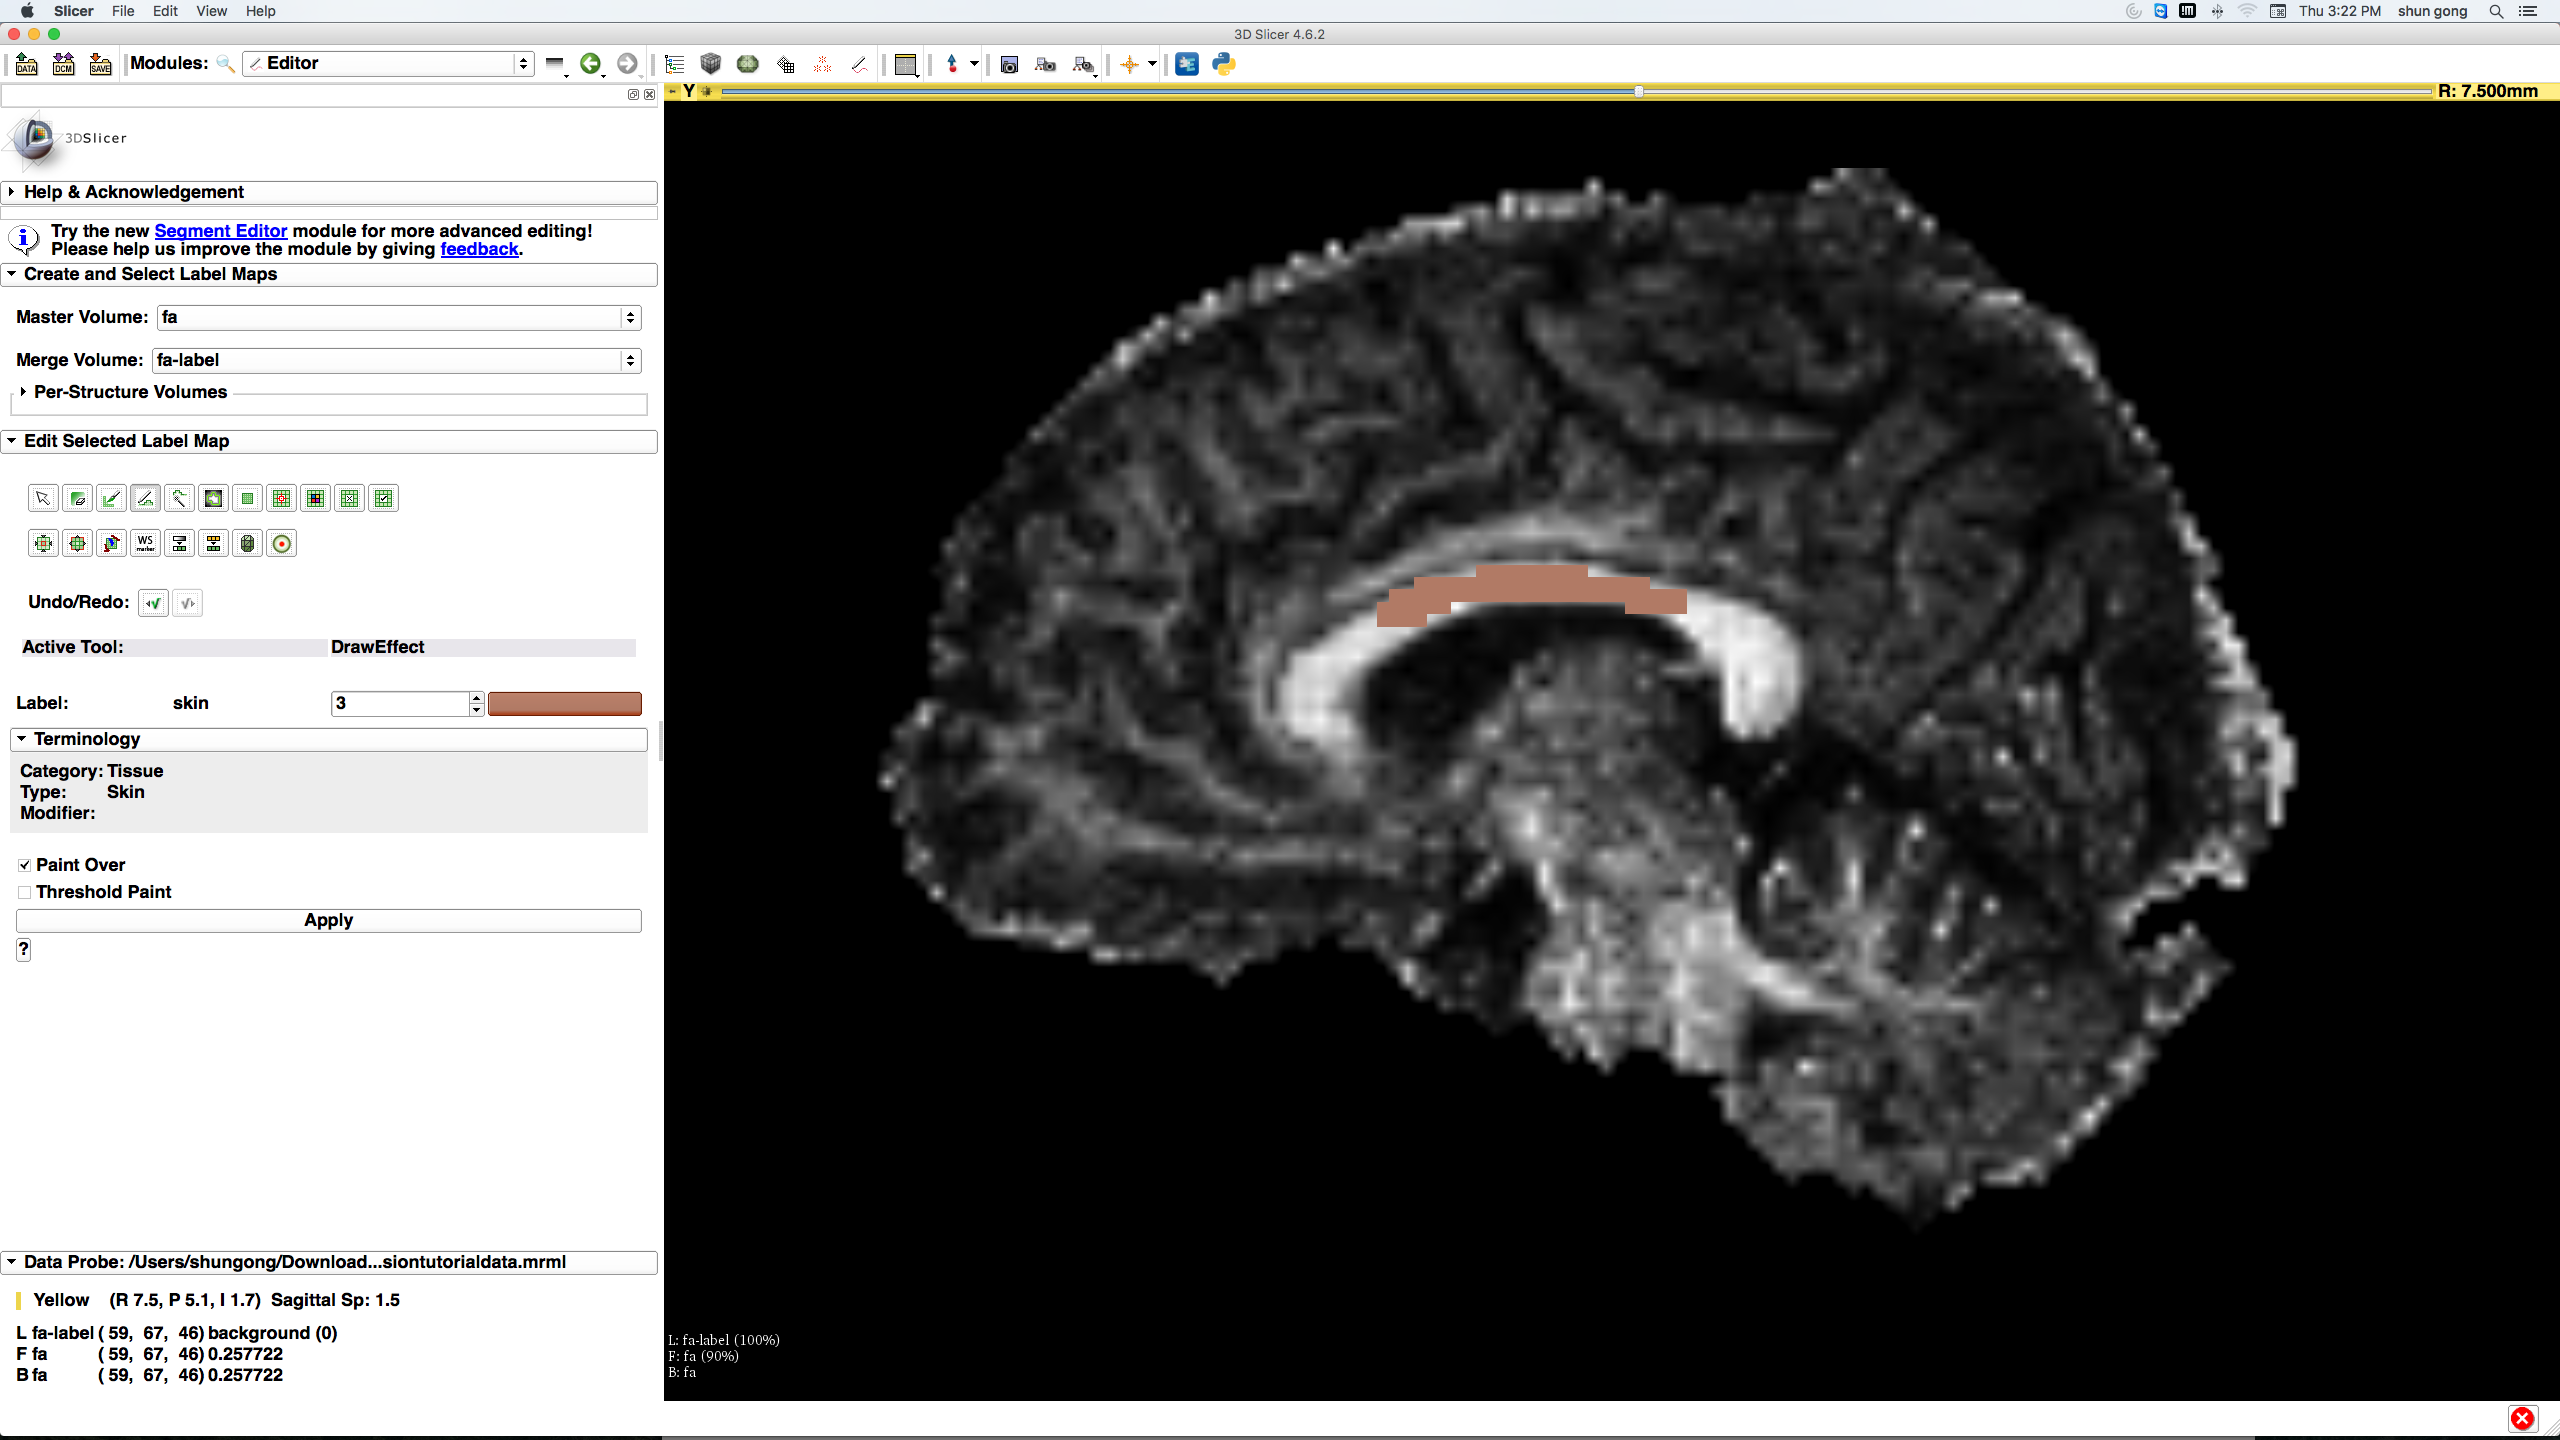 Slicer File Edit View Help
Thu 3:22 PM shun gong
3D Slicer 4.6.2
DATA DCM SAVE Modules: Editor
Y R: 7.500mm
3DSlicer
Help & Acknowledgement
Try the new Segment Editor module for more advanced editing!
Please help us improve the module by giving feedback.
Create and Select Label Maps
Master Volume: fa
Merge Volume: fa-label
Per-Structure Volumes
Edit Selected Label Map
WS
marker
Undo/Redo:
Active Tool: DrawEffect
Label: skin 3
Terminology
Category: Tissue
Type: Skin
Modifier:
Paint Over
Threshold Paint
Apply
?
Data Probe: /Users/shungong/Download...siontutorialdata.mrml
Yellow (R 7.5, P 5.1, I 1.7) Sagittal Sp: 1.5
L fa-label ( 59, 67, 46) background (0)
F fa ( 59, 67, 46) 0.257722
B fa ( 59, 67, 46) 0.257722
L: fa-label (100%)
F: fa (90%)
B: fa